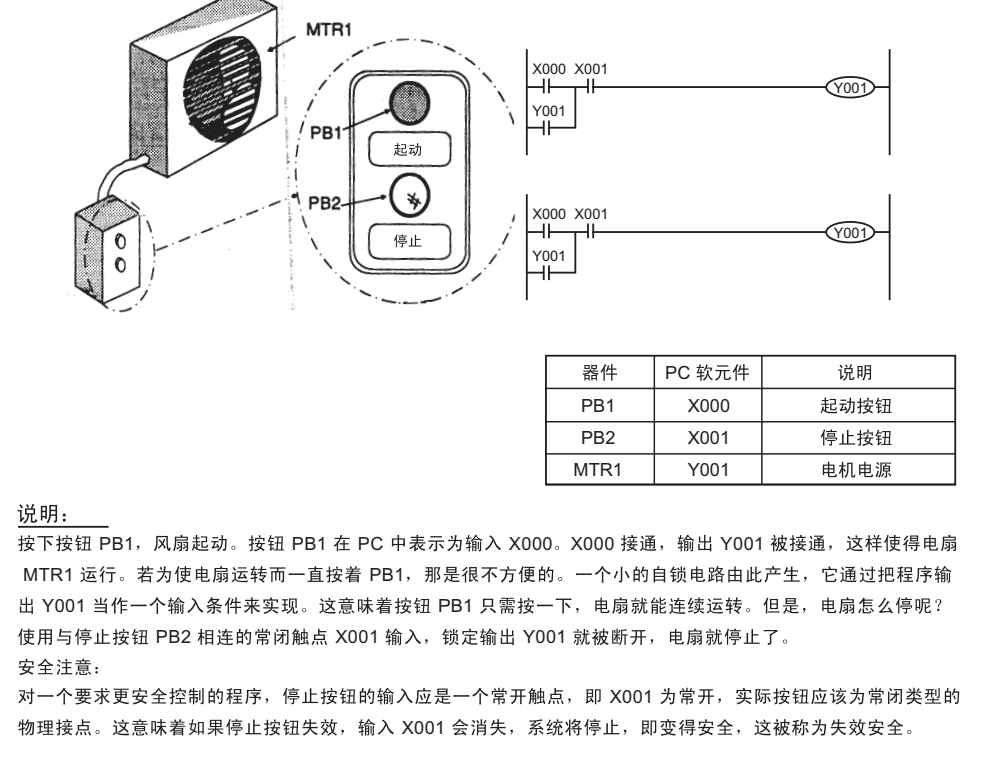 MTR1
PB1
起动
PB2
停止
X000 X001
Y001
Y001
X000 X001
Y001
Y001
器件 PC 软元件 说明
PB1 X000 起动按钮
PB2 X001 停止按钮
MTR1 Y001 电机电源
说明：
按下按钮 PB1，风扇起动。按钮 PB1 在 PC 中表示为输入 X000。X000 接通，输出 Y001 被接通，这样使得电扇
MTR1 运行。若为使电扇运转而一直按着 PB1，那是很不方便的。一个小的自锁电路由此产生，它通过把程序输
出 Y001 当作一个输入条件来实现。这意味着按钮 PB1 只需按一下，电扇就能连续运转。但是，电扇怎么停呢？
使用与停止按钮 PB2 相连的常闭触点 X001 输入，锁定输出 Y001 就被断开，电扇就停止了。
安全注意：
对一个要求更安全控制的程序，停止按钮的输入应是一个常开触点，即 X001 为常开，实际按钮应该为常闭类型的
物理接点。这意味着如果停止按钮失效，输入 X001 会消失，系统将停止，即变得安全，这被称为失效安全。